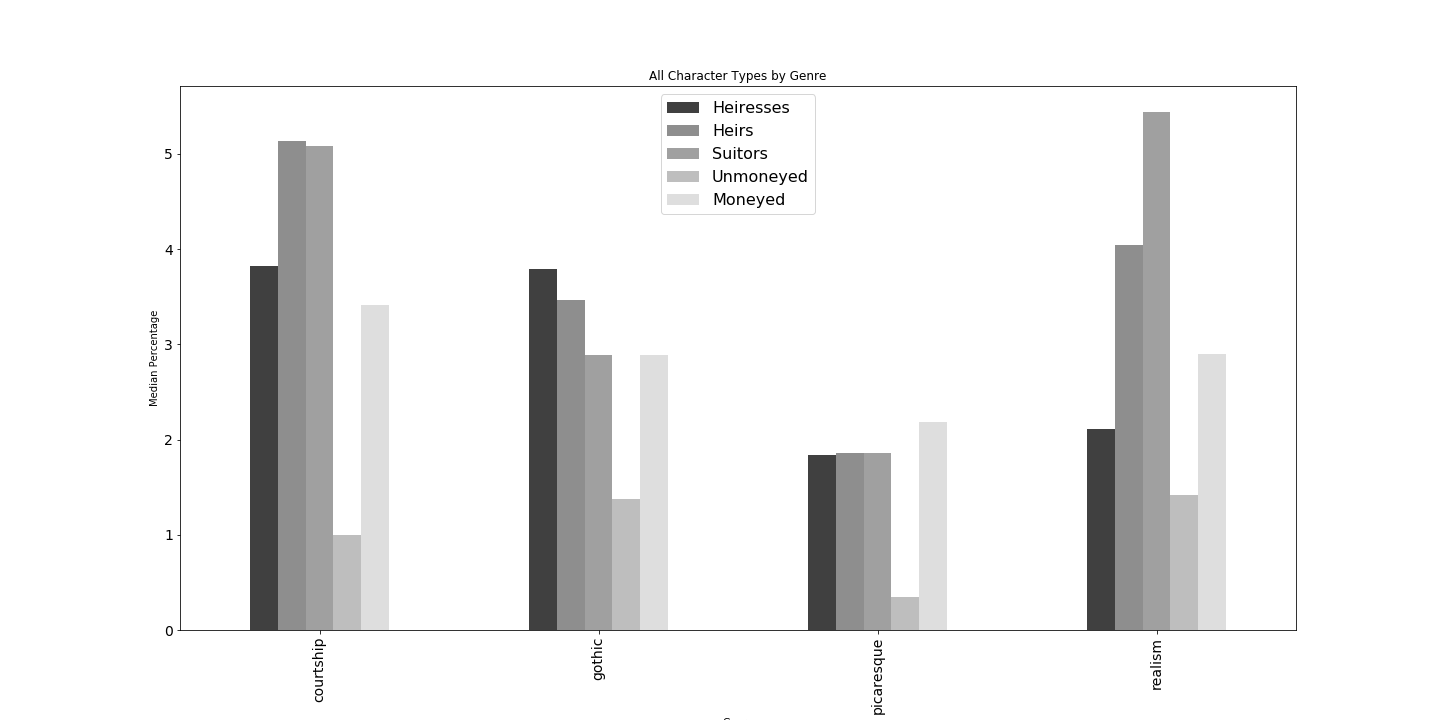 All Character Types by Genre
Heiresses
Heirs
Suitors
Unmoneyed
Moneyed
Median Percentage
5
4
3
2
1
0
courtship
gothic
picaresque
realism